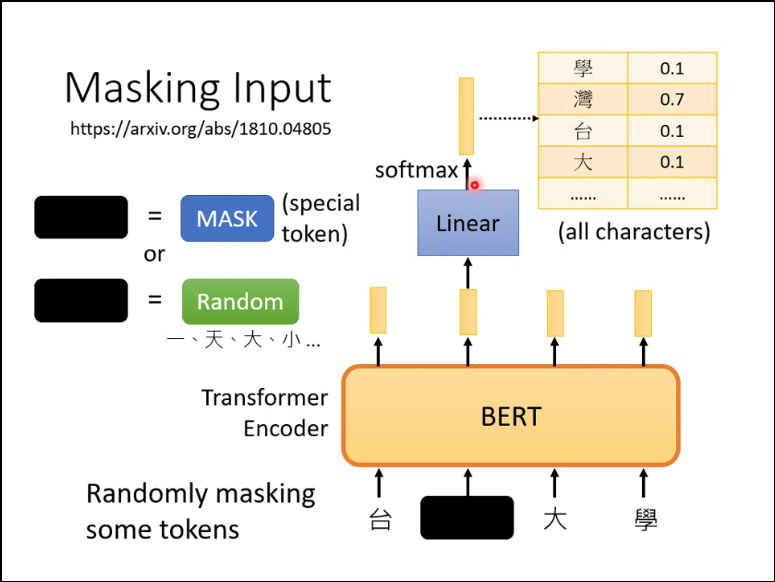 Masking Input
https://arxiv.org/abs/1810.04805
= MASK (special token)
or
= Random
一、天、大、小 ...
Transformer
Encoder
Randomly masking
some tokens
softmax
Linear
學 0.1
灣 0.7
台 0.1
大 0.1
...... ......
(all characters)
BERT
台 大 學